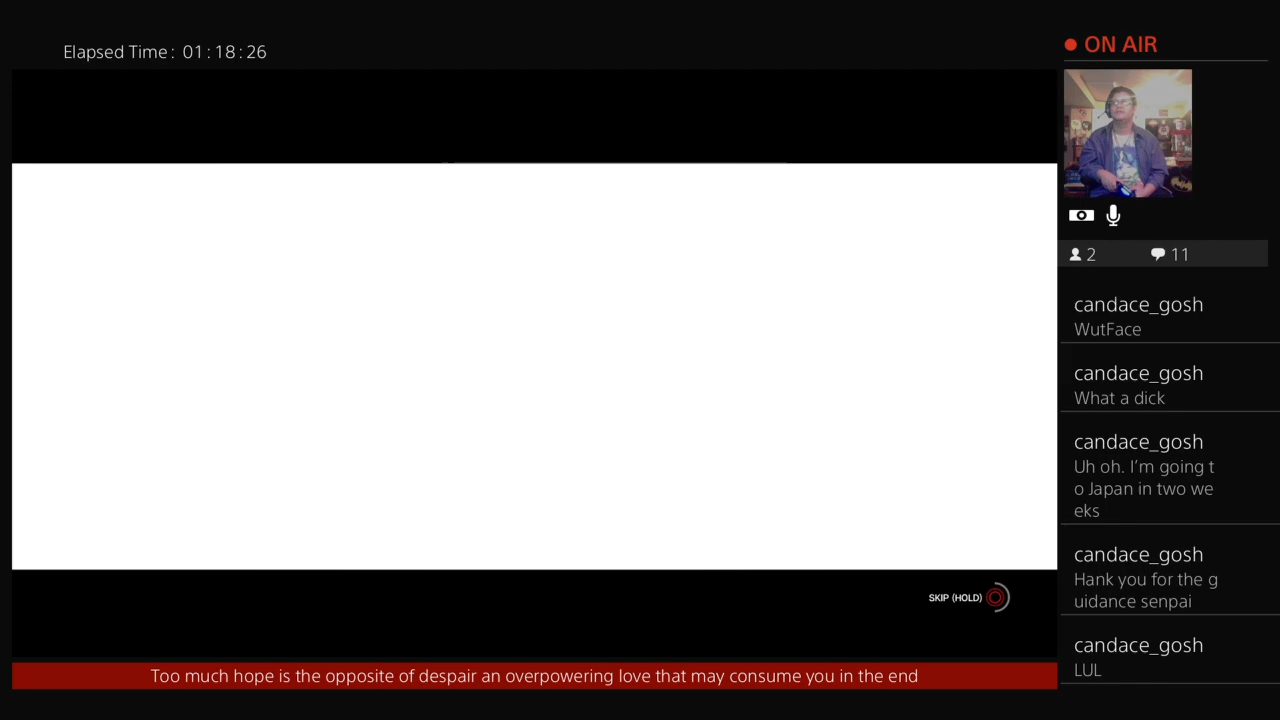 Elapsed Time: 01:18:26
ON AIR
2 11
candace_gosh
WutFace
candace_gosh
What a dick
candace_gosh
Uh oh. I'm going t
o Japan in two we
eks
candace_gosh
Hank you for the g
uidance senpai
candace_gosh
LUL
SKIP (HOLD)
Too much hope is the opposite of despair an overpowering love that may consume you in the end